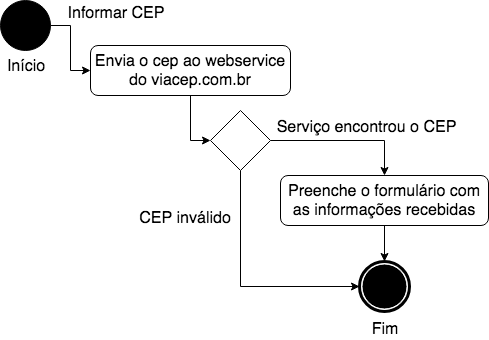 Informar CEP
Início
Envia o cep ao webservice
do viacep.com.br
Serviço encontrou o CEP
Preenche o formulário com
as informações recebidas
CEP inválido
Fim